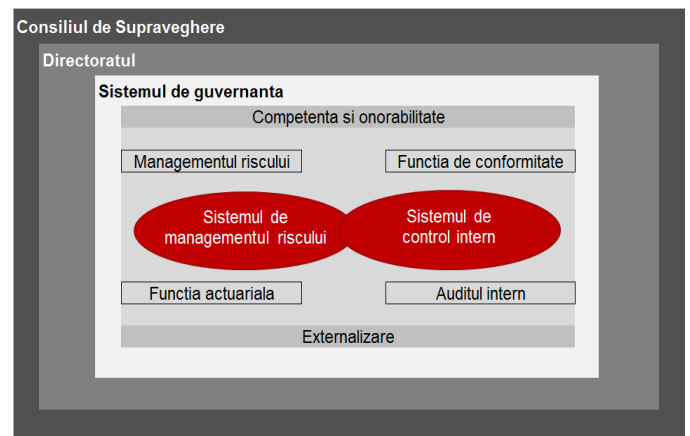 Consiliul de Supraveghere
Directoratul
Sistemul de guvernanta
Competenta si onorabilitate
Managementul riscului
Functia de conformitate
Sistemul de
managementul riscului
Sistemul de
control intern
Functia actuariala
Auditul intern
Externalizare